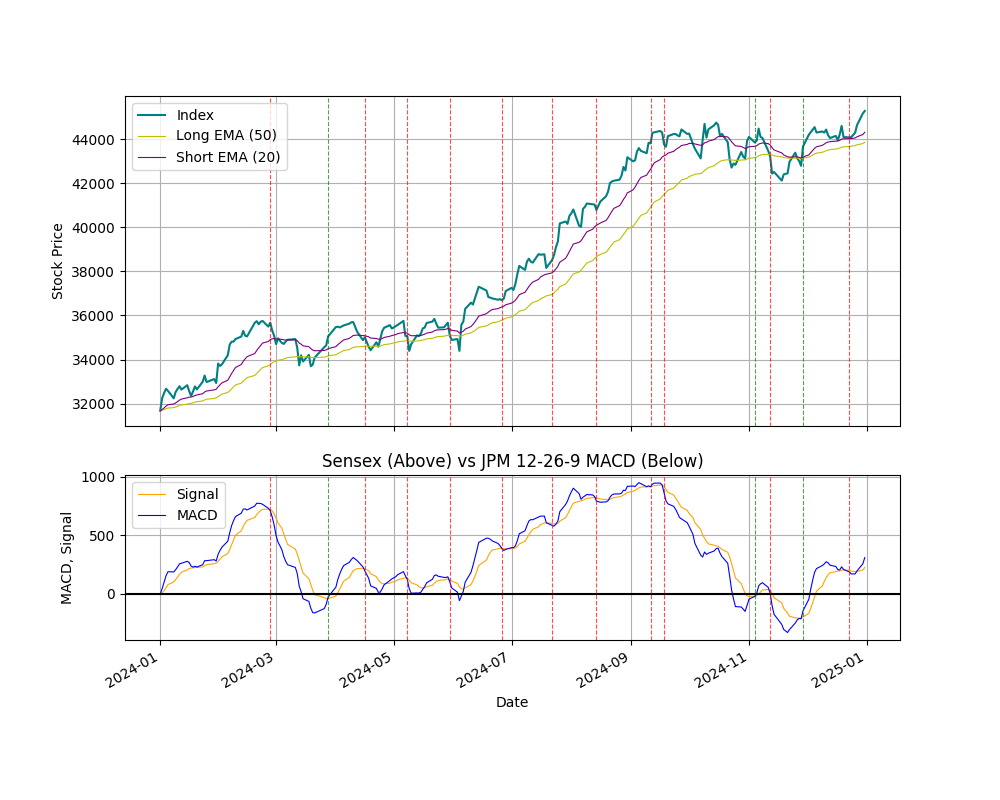 Index
Long EMA (50)
Short EMA (20)
44000
42000
40000
38000
36000
34000
32000
Stock Price
Sensex (Above) vs JPM 12-26-9 MACD (Below)
Signal
MACD
1000
500
0
MACD, Signal
2024-01
2024-03
2024-05
2024-07
2024-09
2024-11
2025-01
Date